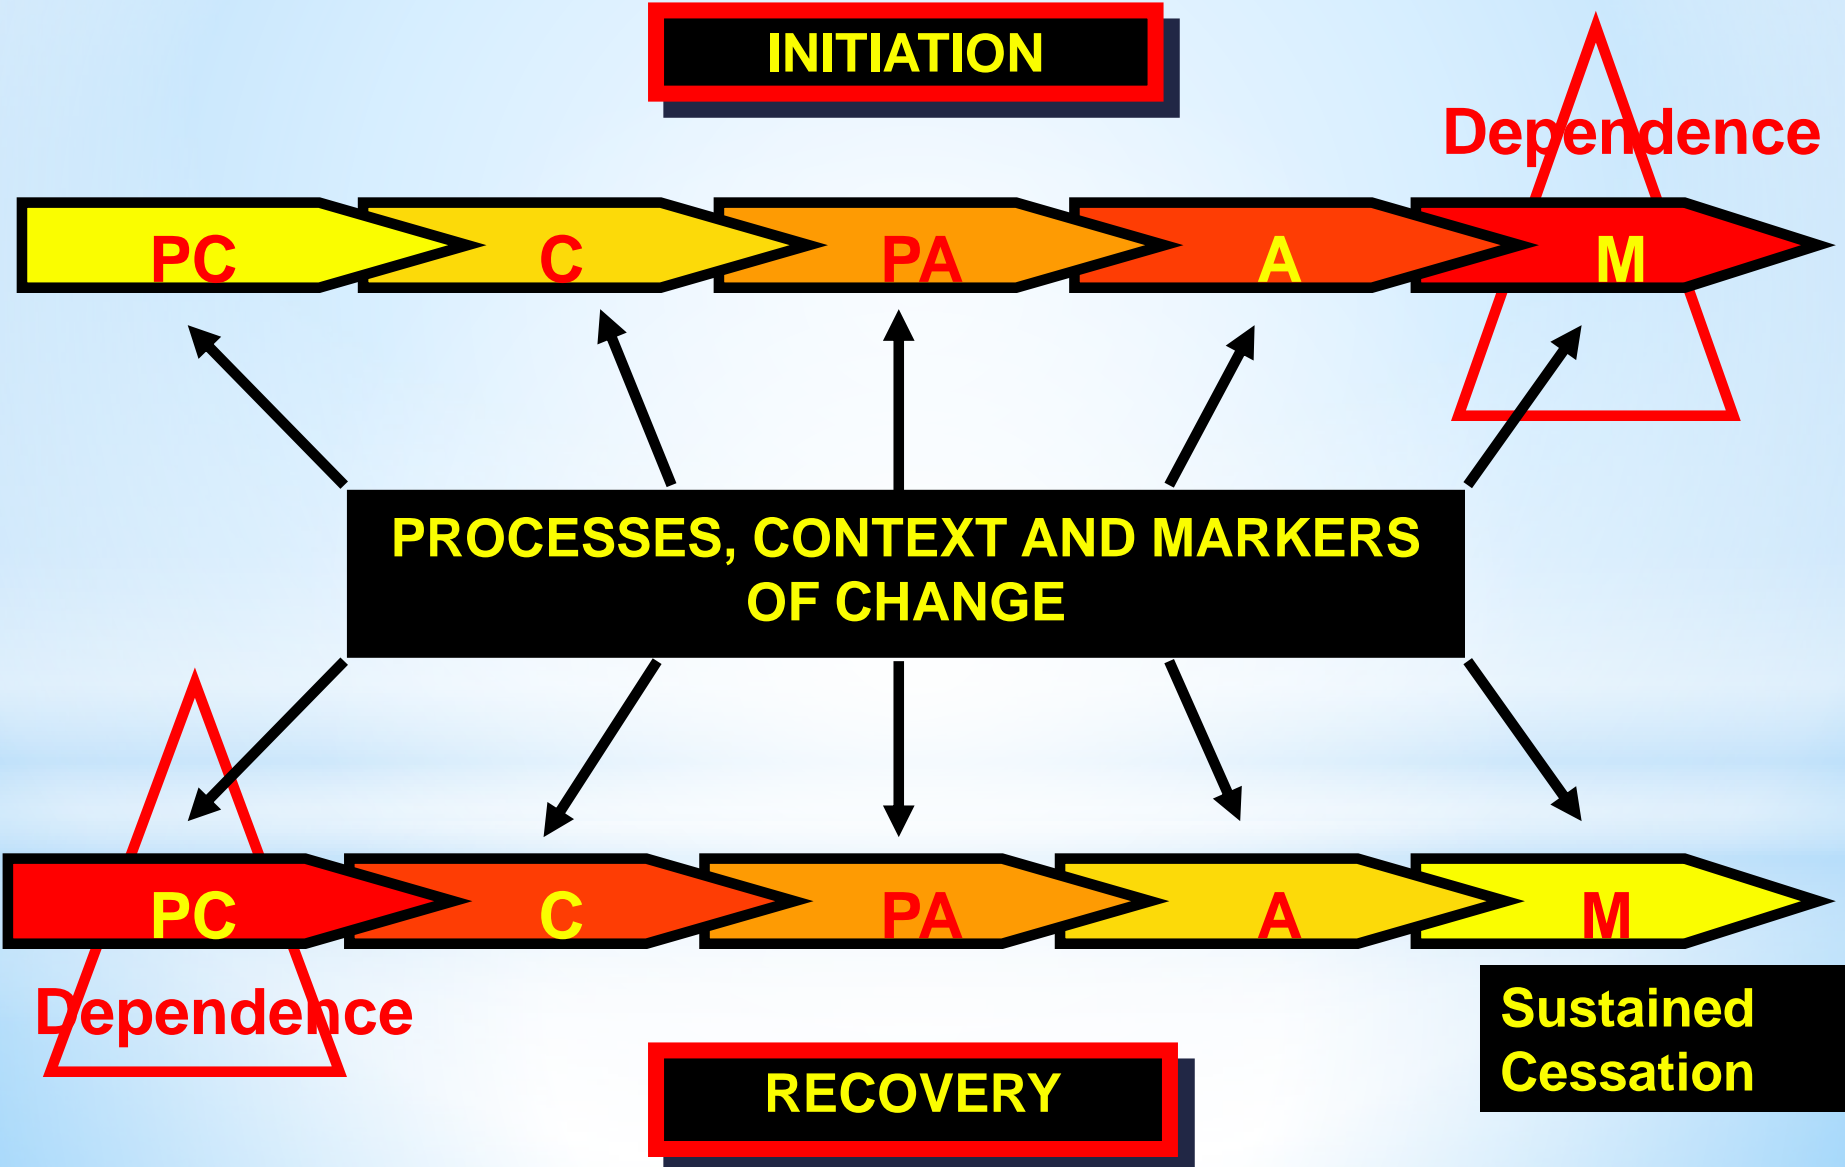 INITIATION
Dependence
PC C PA A M
PROCESSES, CONTEXT AND MARKERS
OF CHANGE
PC C PA A M
Dependence
Sustained
Cessation
RECOVERY